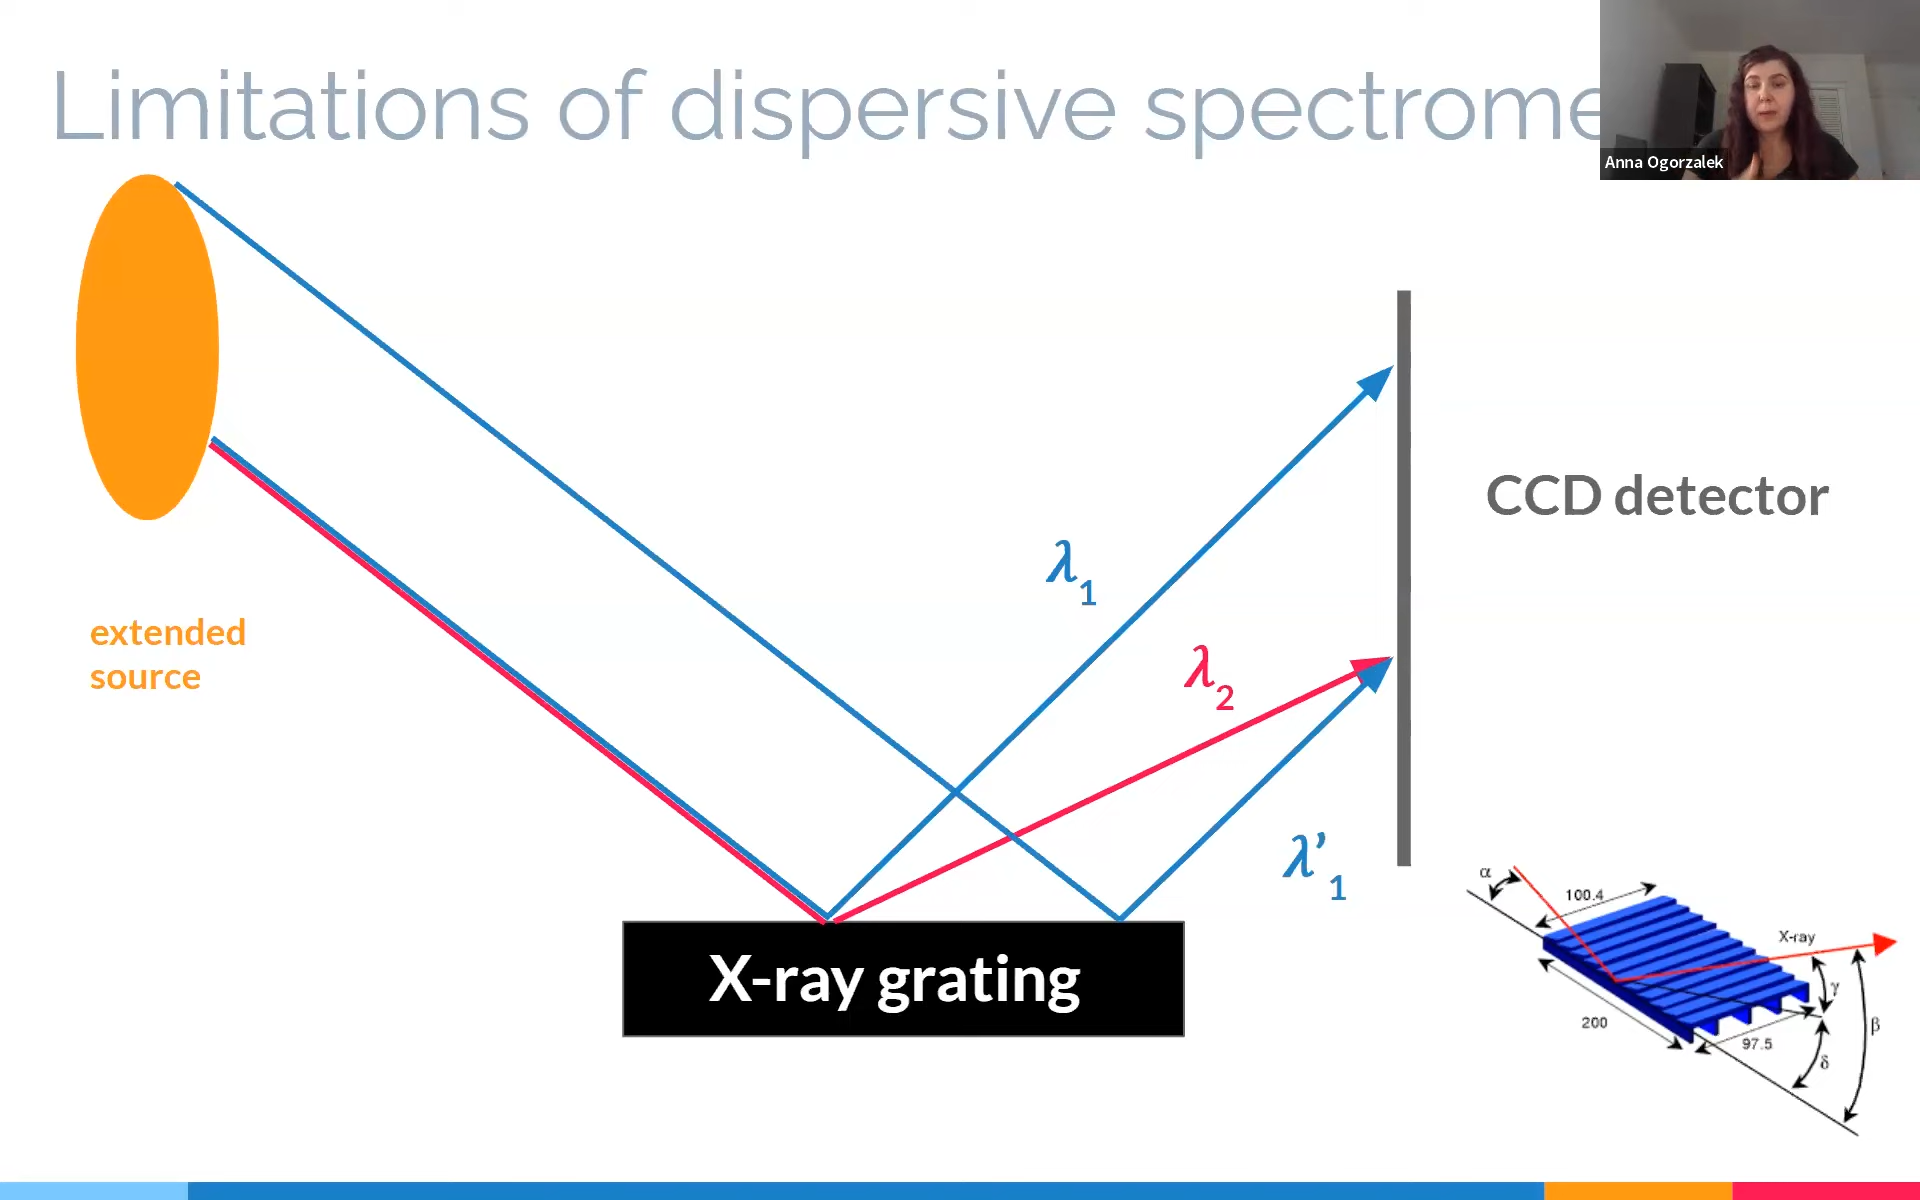 Limitations of dispersive spectrome
Anna Ogorzalek
CCD detector
λ1
extended
source
λ2
λ’1
X-ray grating
α
100.4
X-ray
γ
200
97.5
δ
β